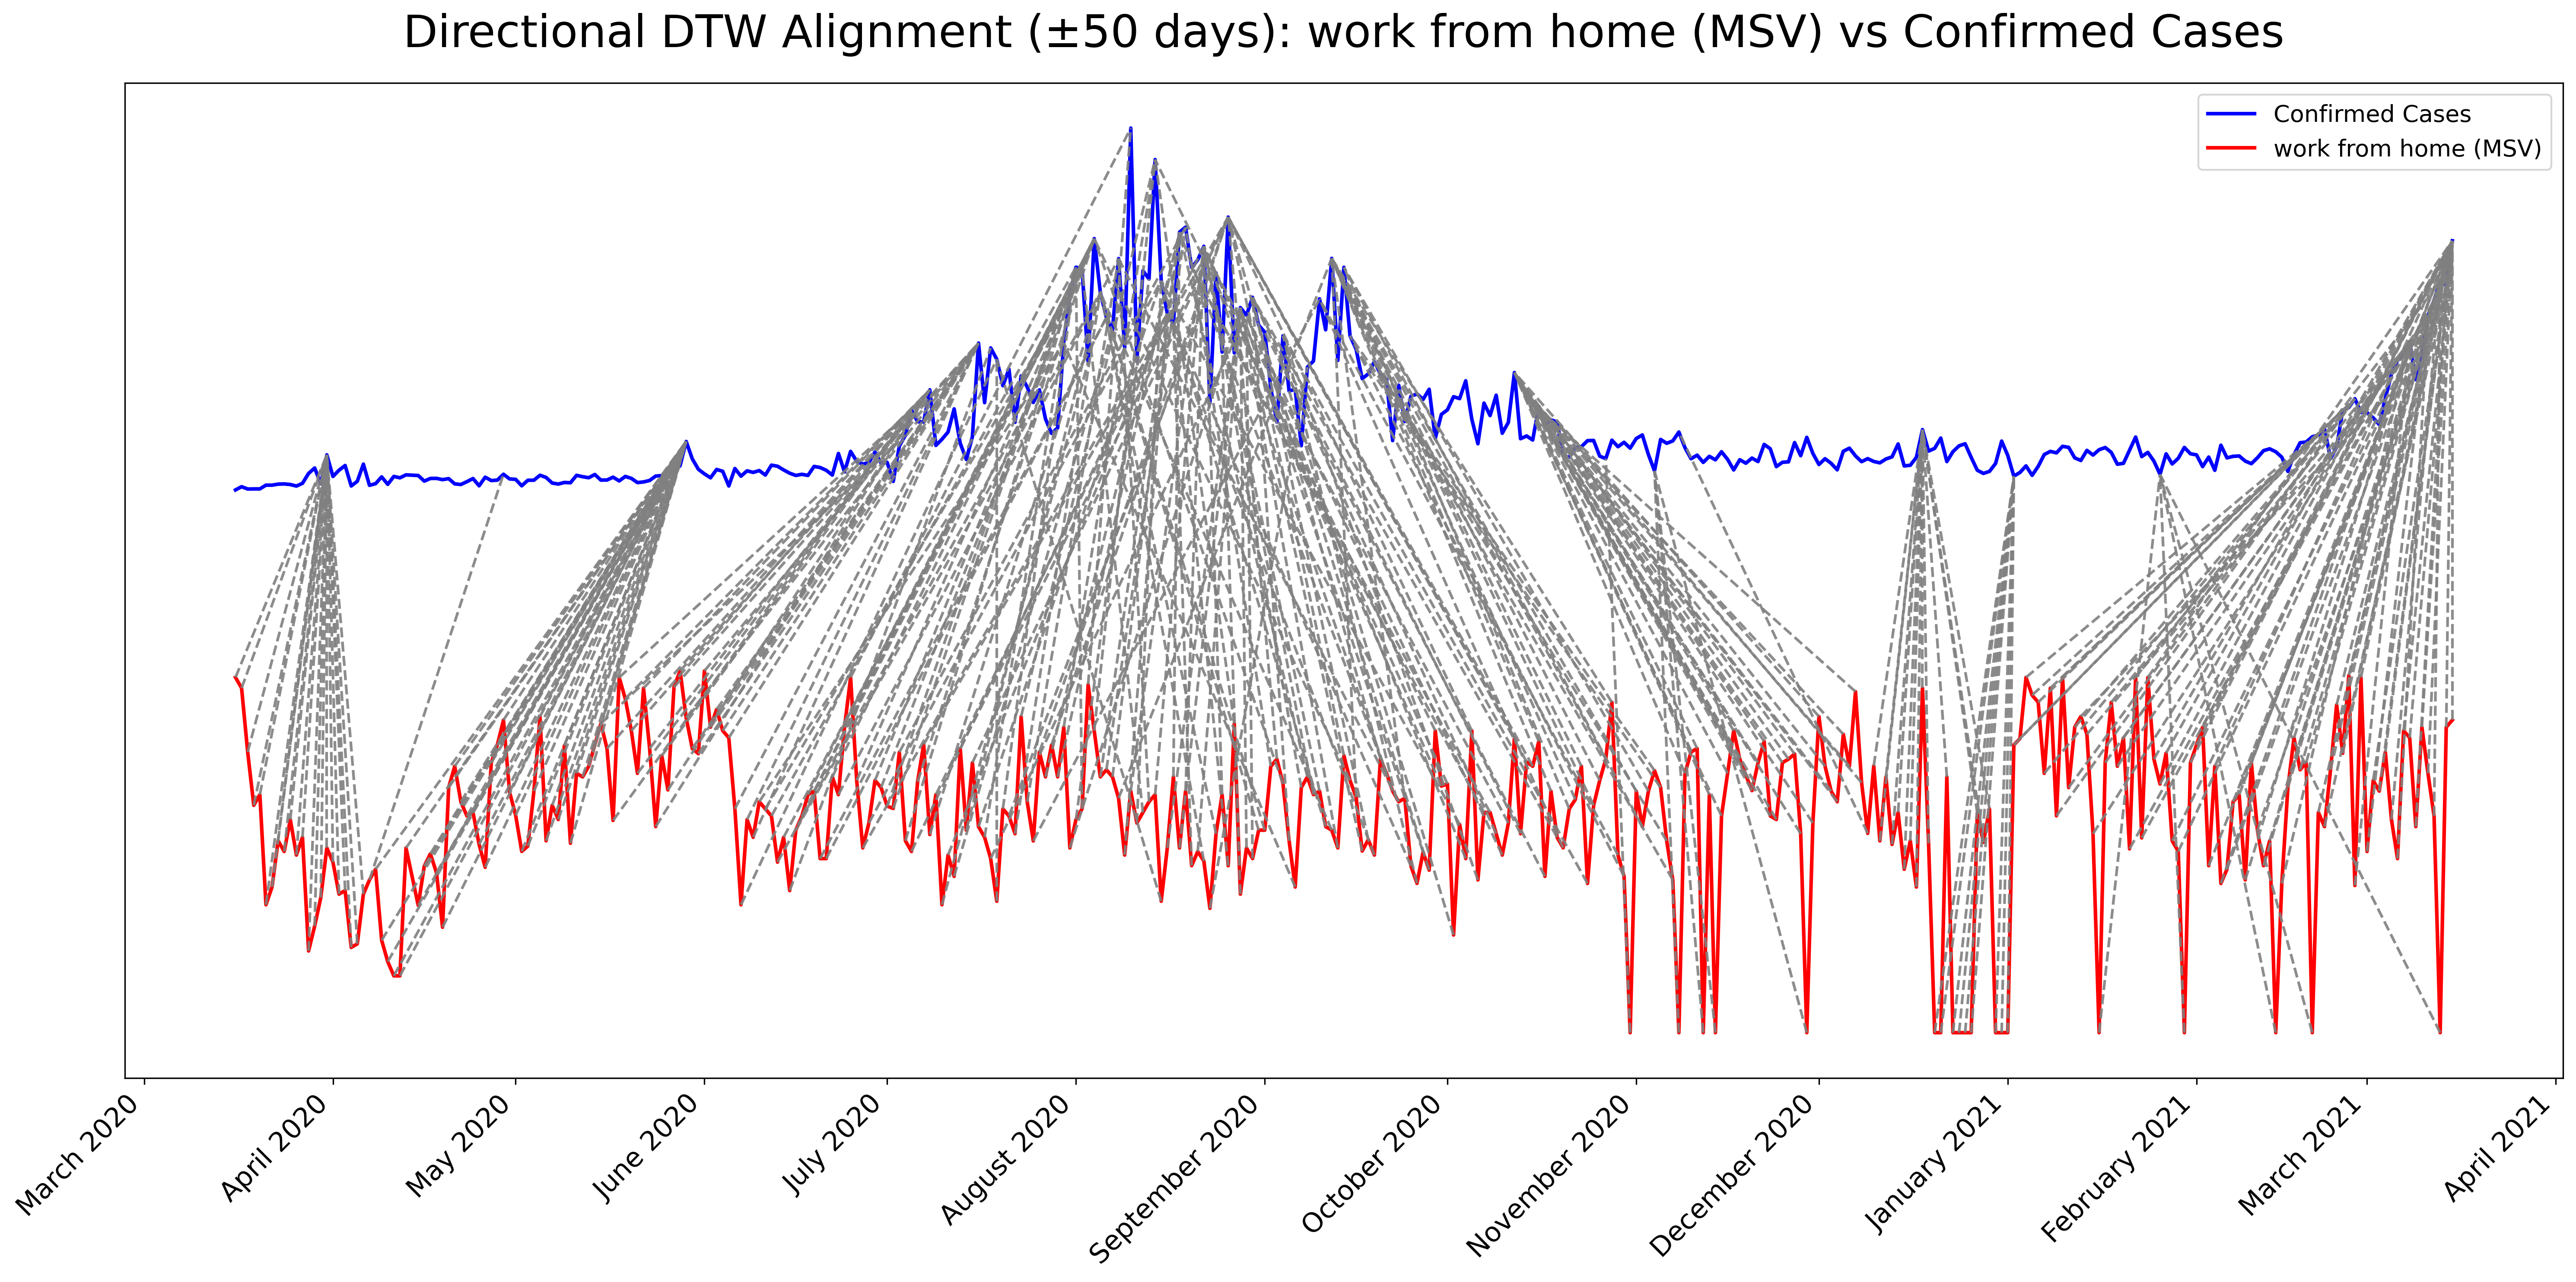 Directional DTW Alignment (±50 days): work from home (MSV) vs Confirmed Cases
Confirmed Cases
work from home (MSV)
March 2020
April 2020
May 2020
June 2020
July 2020
August 2020
September 2020
October 2020
November 2020
December 2020
January 2021
February 2021
March 2021
April 2021